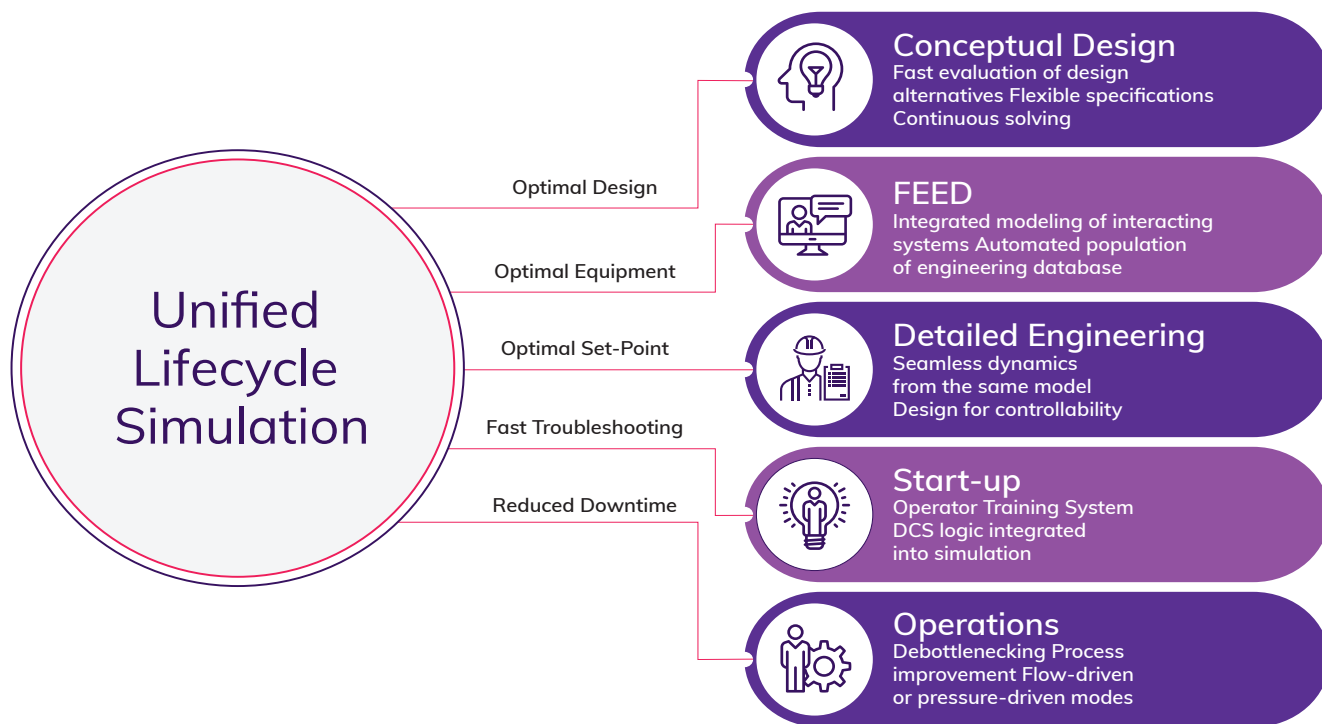 Unified
Lifecycle
Simulation
Optimal Design
Optimal Equipment
Optimal Set-Point
Fast Troubleshooting
Reduced Downtime
Conceptual Design
Fast evaluation of design
alternatives Flexible specifications
Continuous solving
FEED
Integrated modeling of interacting
systems Automated population
of engineering database
Detailed Engineering
Seamless dynamics
from the same model
Design for controllability
Start-up
Operator Training System
DCS logic integrated
into simulation
Operations
Debottlenecking Process
improvement Flow-driven
or pressure-driven modes